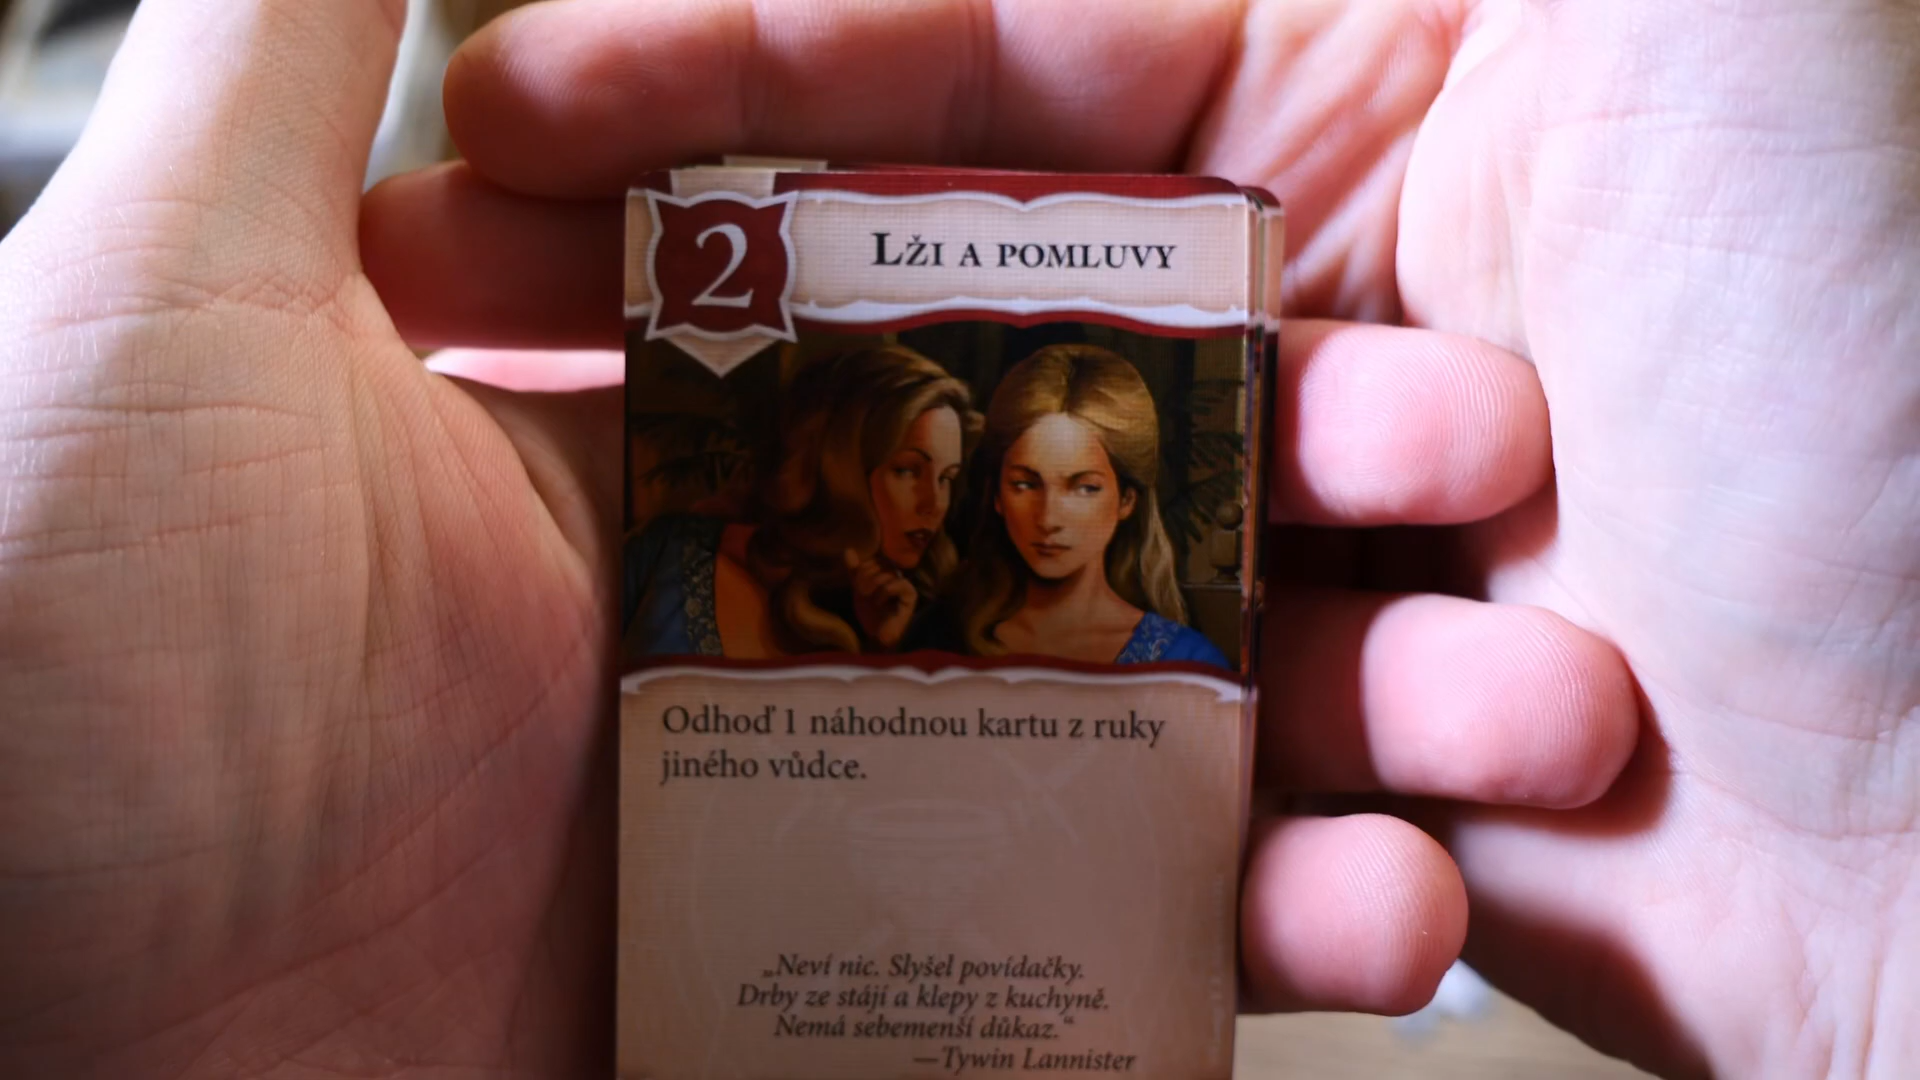 2
Lži a pomluvy
Odhoď 1 náhodnou kartu z ruky
jiného vůdce.
„Neví nic. Slyšel povídačky.
Drby ze stájí a klepy z kuchyně.
Nemá sebemenší důkaz.“
—Tywin Lannister